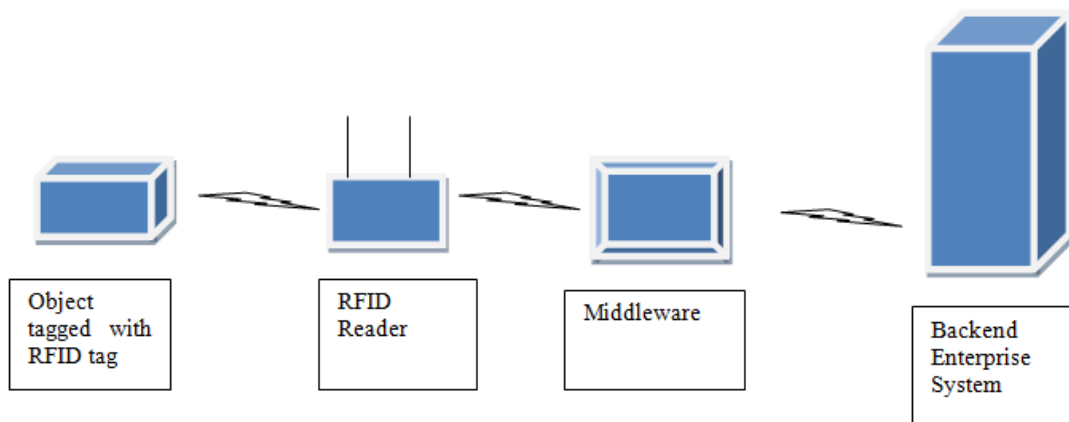 Object
tagged with
RFID tag
RFID
Reader
Middleware
Backend
Enterprise
System